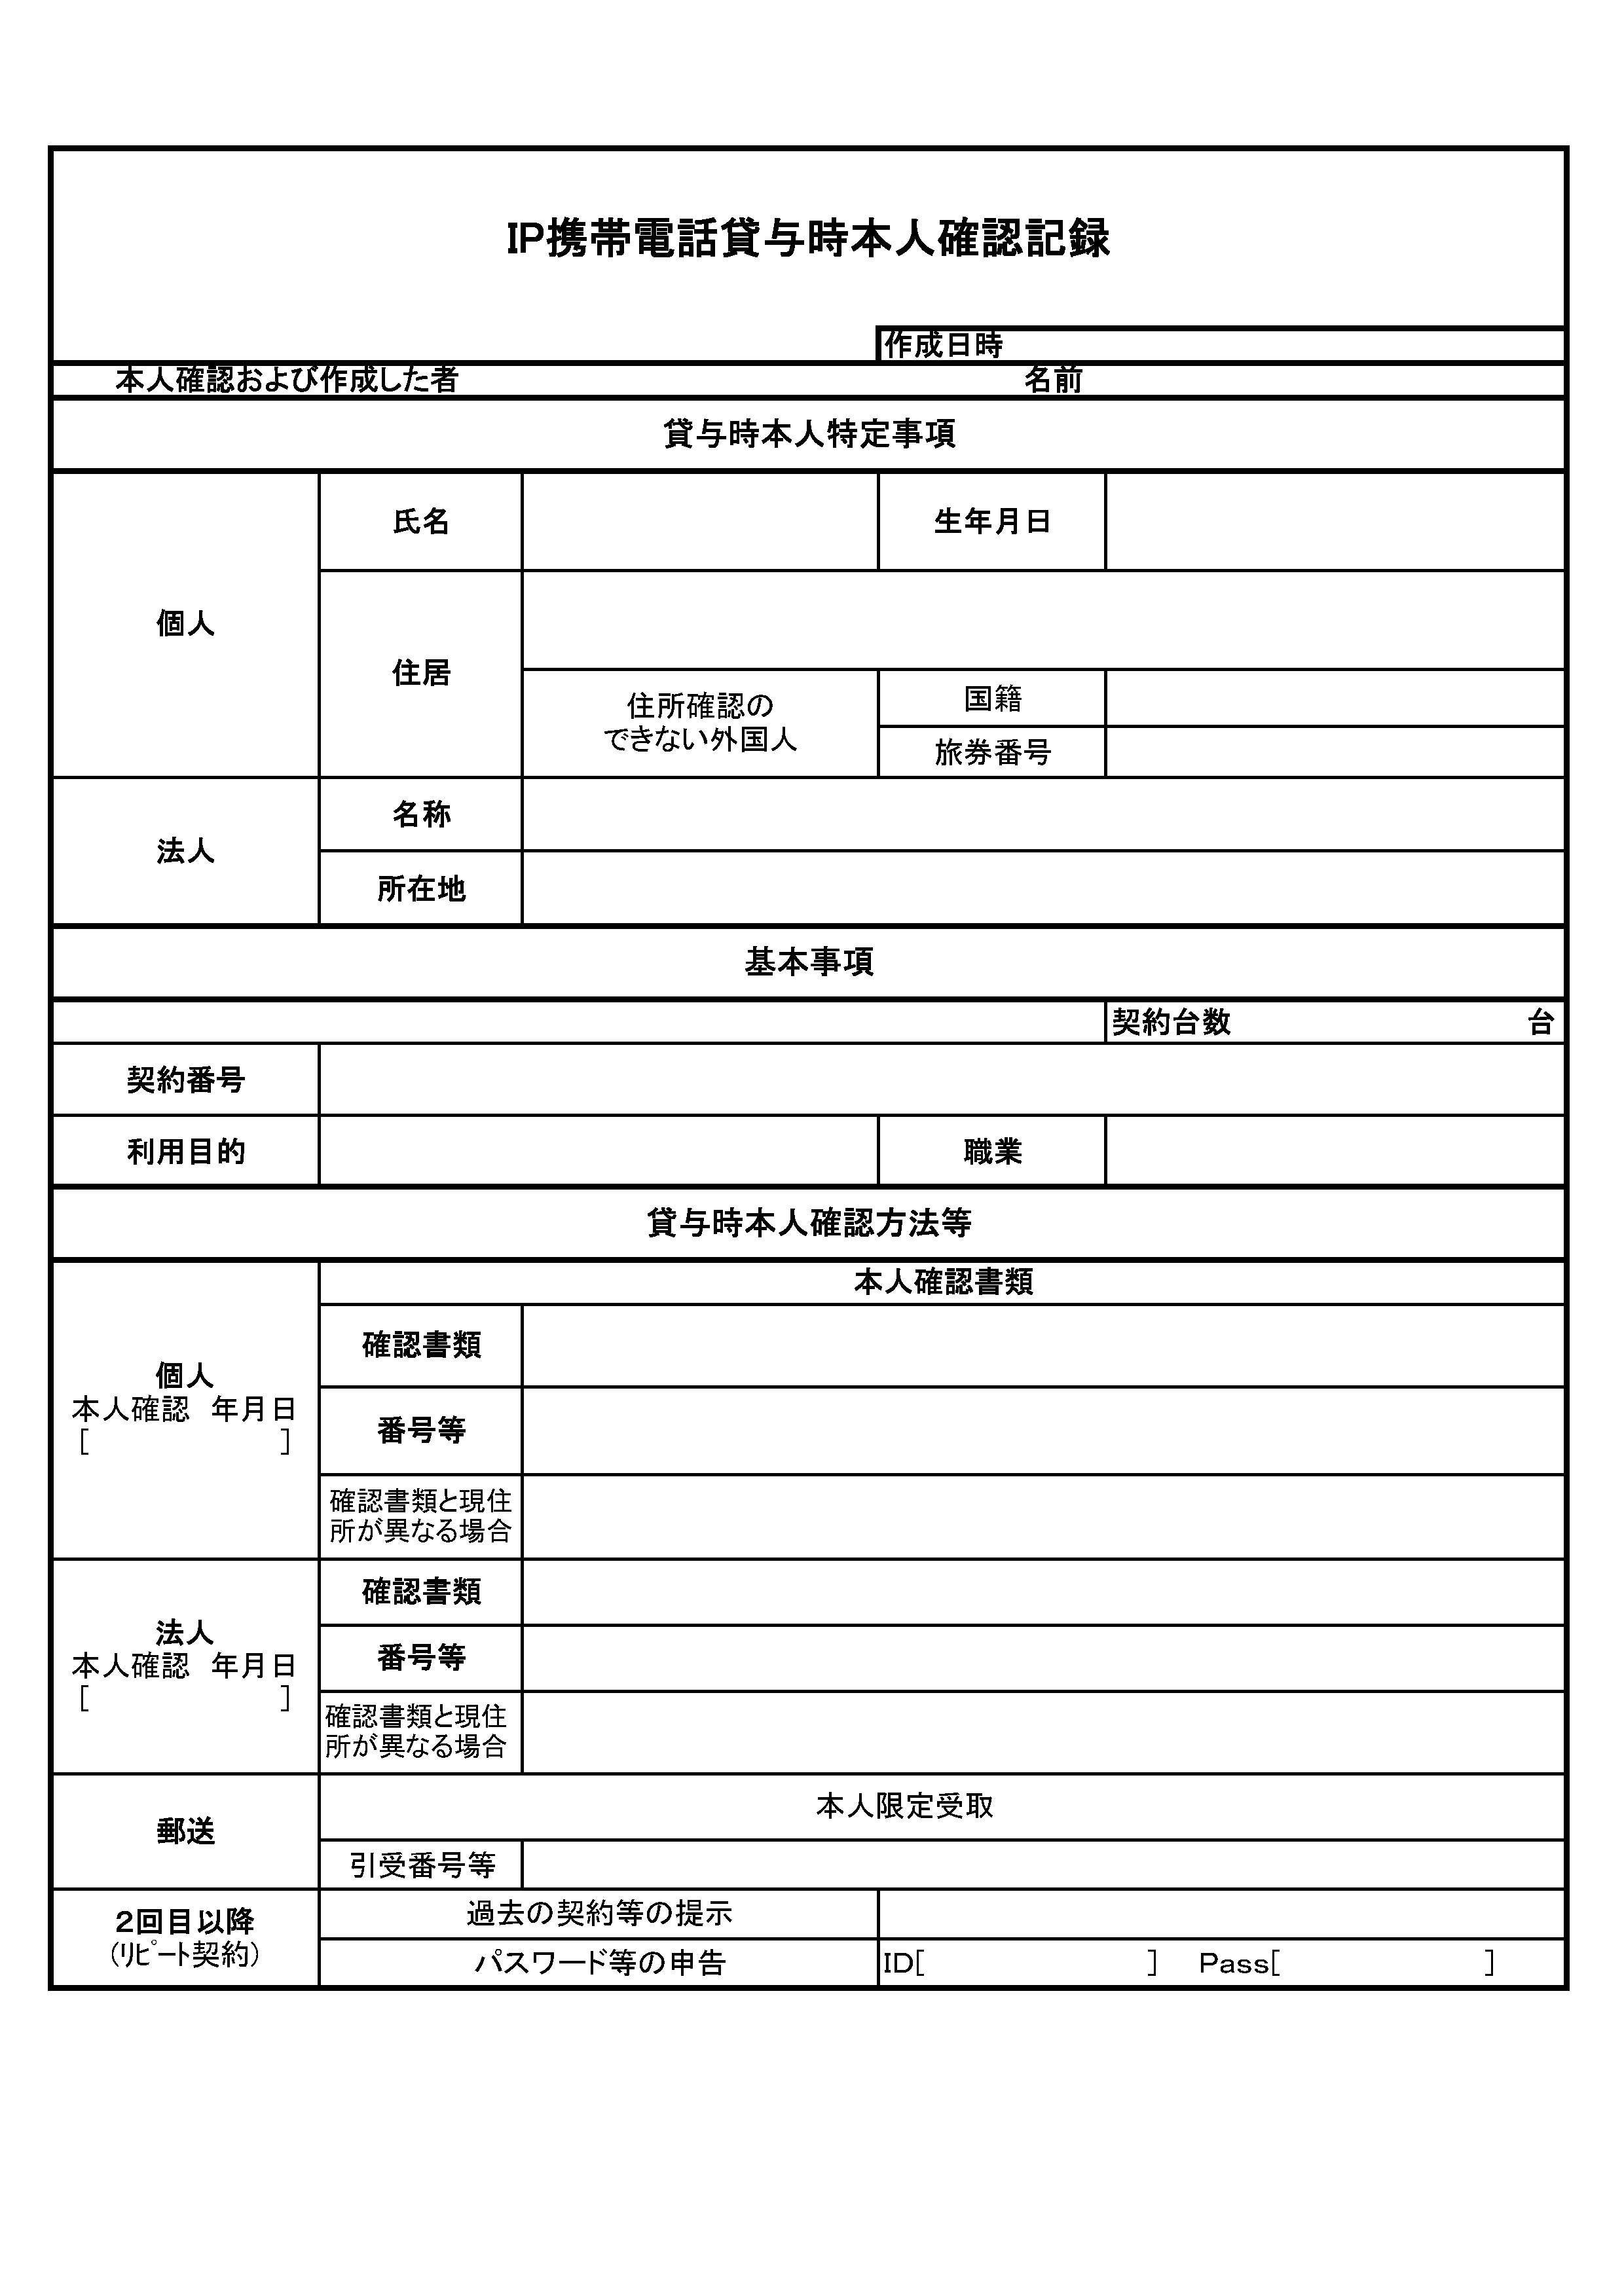 IP携帯電話貸与時本人確認記録
作成日時
本人確認および作成した者 名前
貸与時本人特定事項
個人
氏名
生年月日
住居
住所確認の
できない外国人
国籍
旅券番号
法人
名称
所在地
基本事項
契約台数 台
契約番号
利用目的
職業
貸与時本人確認方法等
個人
本人確認 年月日
[ ]
本人確認書類
確認書類
番号等
確認書類と現住
所が異なる場合
法人
本人確認 年月日
[ ]
確認書類
番号等
確認書類と現住
所が異なる場合
郵送
本人限定受取
引受番号等
2回目以降
(ﾘﾋﾟｰﾄ契約)
過去の契約等の提示
パスワード等の申告
ID[ ] Pass[ ]